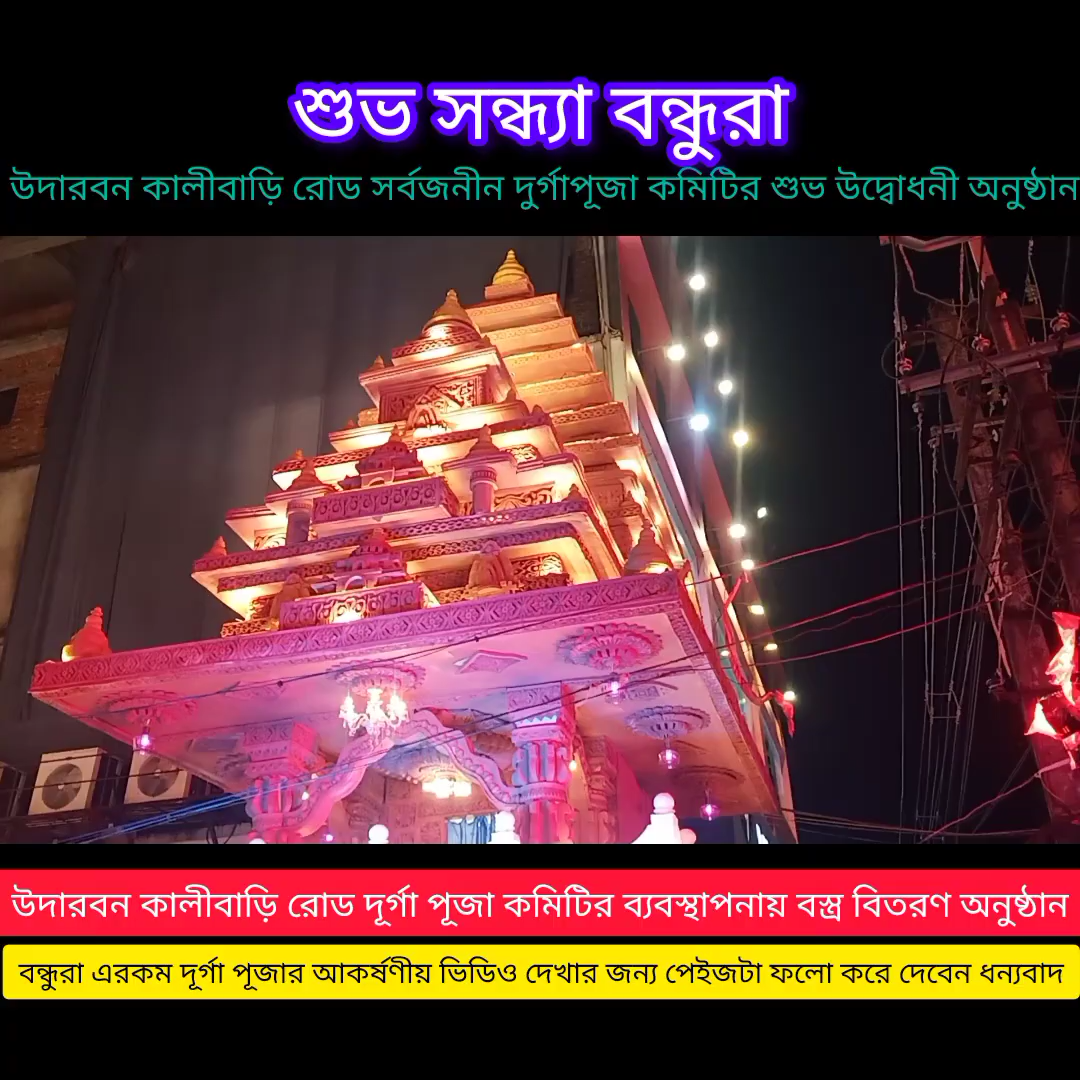 শুভ সন্ধ্যা বন্ধুরা
উদারবন কালীবাড়ি রোড সর্বজনীন দুর্গাপূজা কমিটির শুভ উদ্বোধনী অনুষ্ঠান
উদারবন কালীবাড়ি রোড দূর্গা পূজা কমিটির ব্যবস্থাপনায় বস্ত্র বিতরণ অনুষ্ঠান
বন্ধুরা এরকম দূর্গা পূজার আকর্ষণীয় ভিডিও দেখার জন্য পেইজটা ফলো করে দেবেন ধন্যবাদ